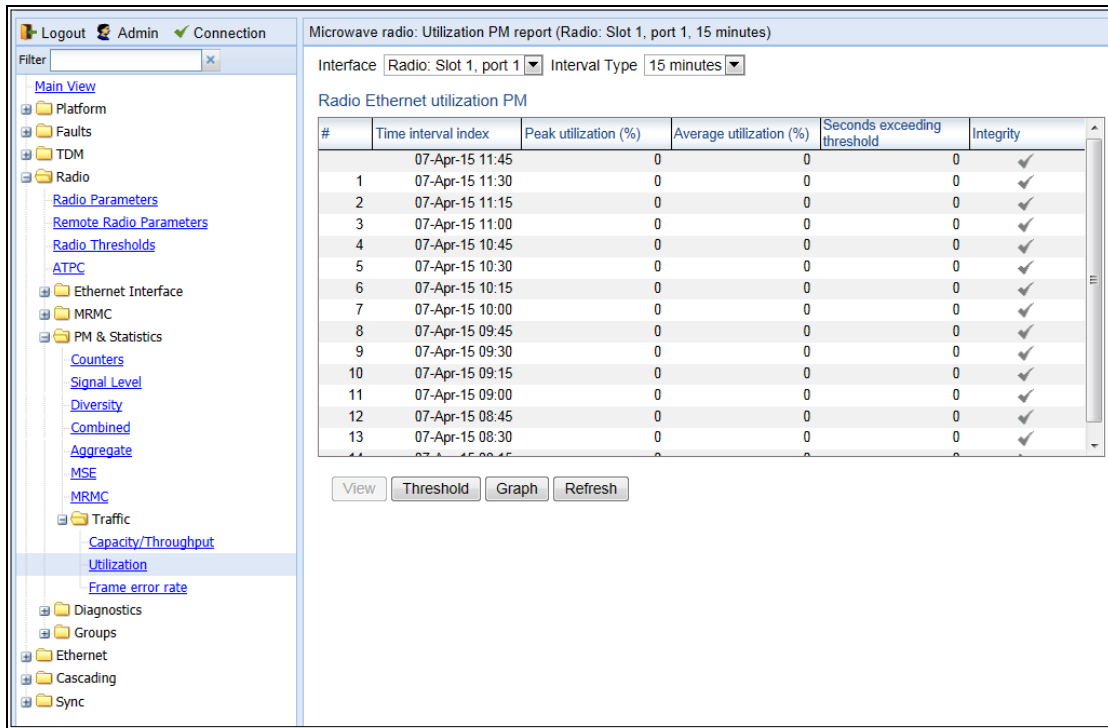 Logout Admin Connection
Filter
Main View
Platform
Faults
TDM
Radio
Radio Parameters
Remote Radio Parameters
Radio Thresholds
ATPC
Ethernet Interface
MRMC
PM & Statistics
Counters
Signal Level
Diversity
Combined
Aggregate
MSE
MRMC
Traffic
Capacity/Throughput
Utilization
Frame error rate
Diagnostics
Groups
Ethernet
Cascading
Sync
Microwave radio: Utilization PM report (Radio: Slot 1, port 1, 15 minutes)
Interface Radio: Slot 1, port 1 Interval Type 15 minutes
Radio Ethernet utilization PM
# Time interval index Peak utilization (%) Average utilization (%) Seconds exceeding threshold Integrity
07-Apr-15 11:45 0 0 0
1 07-Apr-15 11:30 0 0 0
2 07-Apr-15 11:15 0 0 0
3 07-Apr-15 11:00 0 0 0
4 07-Apr-15 10:45 0 0 0
5 07-Apr-15 10:30 0 0 0
6 07-Apr-15 10:15 0 0 0
7 07-Apr-15 10:00 0 0 0
8 07-Apr-15 09:45 0 0 0
9 07-Apr-15 09:30 0 0 0
10 07-Apr-15 09:15 0 0 0
11 07-Apr-15 09:00 0 0 0
12 07-Apr-15 08:45 0 0 0
13 07-Apr-15 08:30 0 0 0
View Threshold Graph Refresh